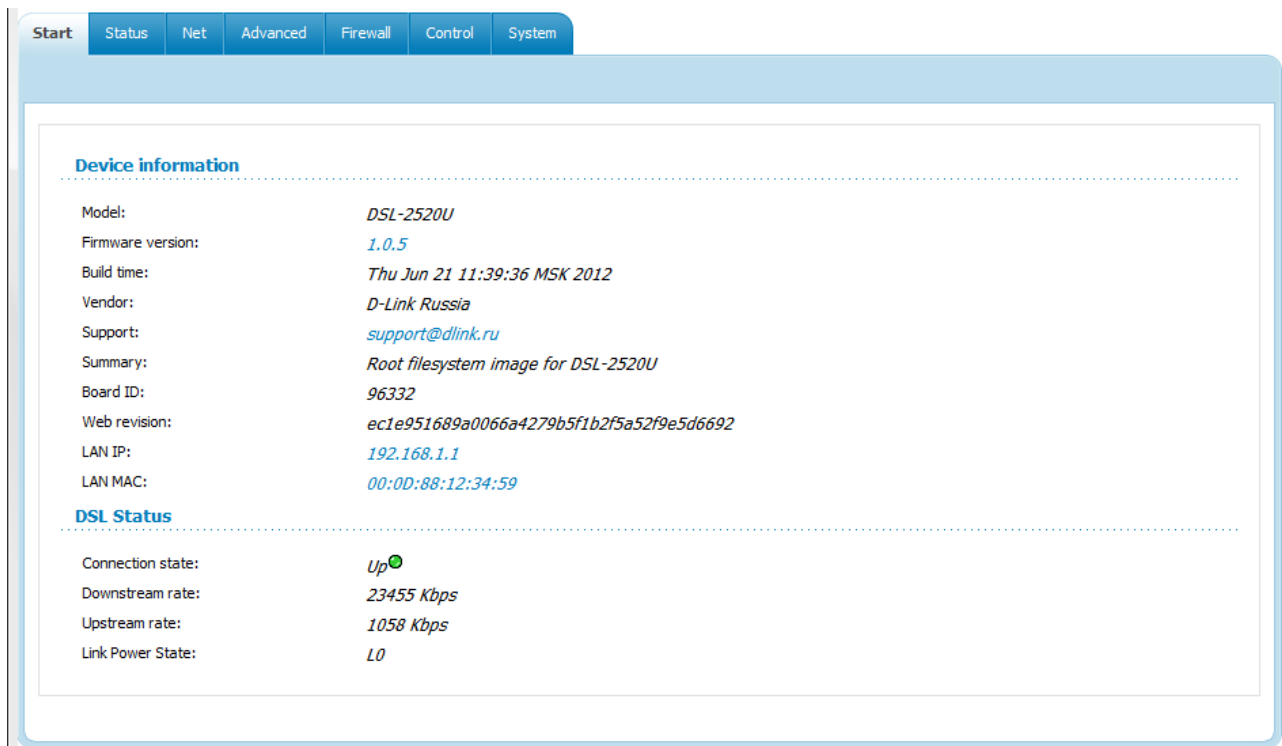 Start Status Net Advanced Firewall Control System
Device information
Model: DSL-2520U
Firmware version: 1.0.5
Build time: Thu Jun 21 11:39:36 MSK 2012
Vendor: D-Link Russia
Support: support@dlink.ru
Summary: Root filesystem image for DSL-2520U
Board ID: 96332
Web revision: ec1e951689a0066a4279b5f1b2f5a52f9e5d6692
LAN IP: 192.168.1.1
LAN MAC: 00:0D:88:12:34:59
DSL Status
Connection state: Up
Downstream rate: 23455 Kbps
Upstream rate: 1058 Kbps
Link Power State: L0